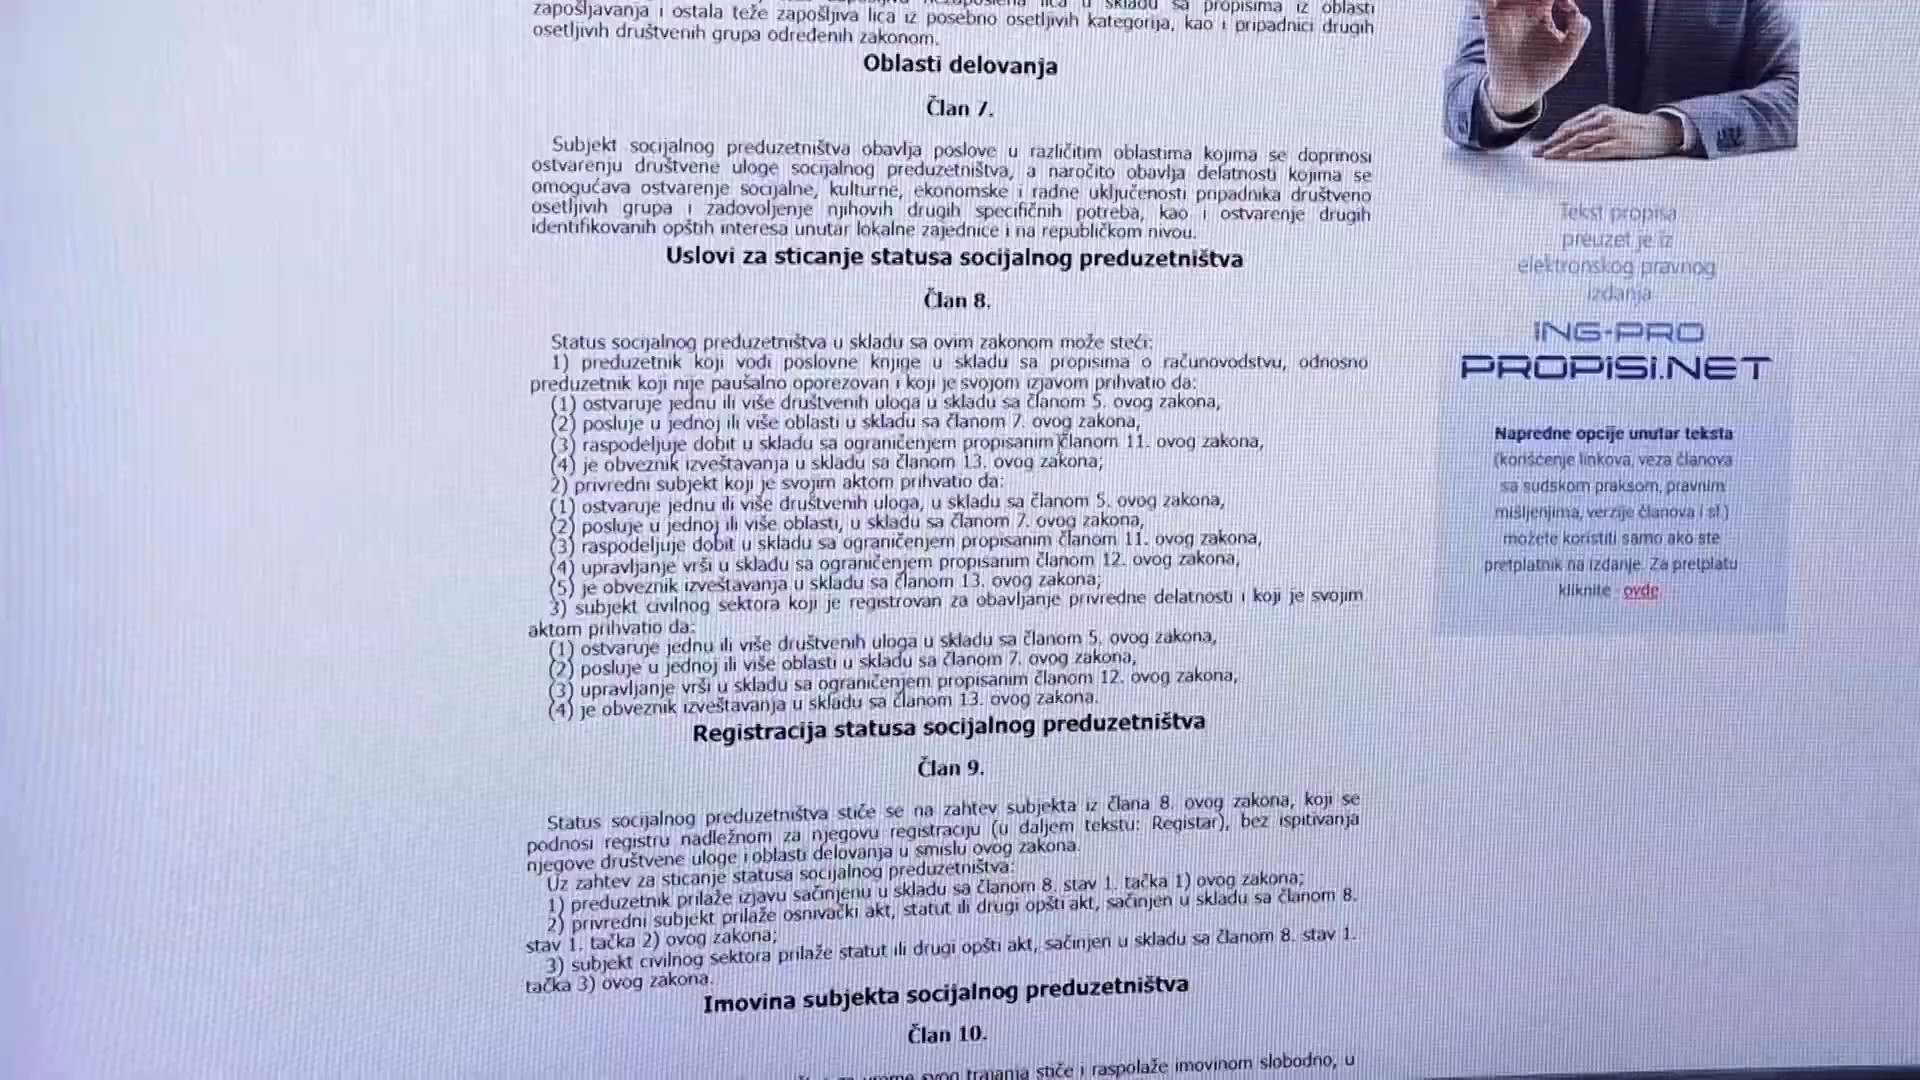 zapošljavanja i ostala teže zapošljiva lica iz posebno osetljivih kategorija, kao i pripadnici drugih
osetljivih društvenih grupa određenih zakonom.
Oblasti delovanja
Član 7.
Subjekt socijalnog preduzetništva obavlja poslove u različitim oblastima kojima se doprinosi
ostvarenju društvene uloge socijalnog preduzetništva, a naročito obavlja delatnosti kojima se
omogućava ostvarenje socijalne, kulturne, ekonomske i radne uključenosti pripadnika društveno
osetljivih grupa i zadovoljenje njihovih drugih specifičnih potreba, kao i ostvarenje drugih
identifikovanih opštih interesa unutar lokalne zajednice i na republičkom nivou.
Uslovi za sticanje statusa socijalnog preduzetništva
Član 8.
Status socijalnog preduzetništva u skladu sa ovim zakonom može steći:
1) preduzetnik koji vodi poslovne knjige u skladu sa propisima o računovodstvu, odnosno
preduzetnik koji nije paušalno oporezovan i koji je svojom izjavom prihvatio da:
(1) ostvaruje jednu ili više društvenih uloga u skladu sa članom 5. ovog zakona,
(2) posluje u jednoj ili više oblasti u skladu sa članom 7. ovog zakona,
(3) raspodeljuje dobit u skladu sa ograničenjem propisanim članom 11. ovog zakona,
(4) je obveznik izveštavanja u skladu sa članom 13. ovog zakona;
2) privredni subjekt koji je svojim aktom prihvatio da:
(1) ostvaruje jednu ili više društvenih uloga, u skladu sa članom 5. ovog zakona,
(2) posluje u jednoj ili više oblasti, u skladu sa članom 7. ovog zakona,
(3) raspodeljuje dobit u skladu sa ograničenjem propisanim članom 11. ovog zakona,
(4) upravljanje vrši u skladu sa ograničenjem propisanim članom 12. ovog zakona,
(5) je obveznik izveštavanja u skladu sa članom 13. ovog zakona;
3) subjekt civilnog sektora koji je registrovan za obavljanje privredne delatnosti i koji je svojim
aktom prihvatio da:
(1) ostvaruje jednu ili više društvenih uloga u skladu sa članom 5. ovog zakona,
(2) posluje u jednoj ili više oblasti u skladu sa članom 7. ovog zakona,
(3) upravljanje vrši u skladu sa ograničenjem propisanim članom 12. ovog zakona,
(4) je obveznik izveštavanja u skladu sa članom 13. ovog zakona.
Registracija statusa socijalnog preduzetništva
Član 9.
Status socijalnog preduzetništva stiče se na zahtev subjekta iz člana 8. ovog zakona, koji se
podnosi registru nadležnom za njegovu registraciju (u daljem tekstu: Registar), bez ispitivanja
njegove društvene uloge i oblasti delovanja u smislu ovog zakona.
Uz zahtev za sticanje statusa socijalnog preduzetništva:
1) preduzetnik prilaže izjavu sačinjenu u skladu sa članom 8. stav 1. tačka 1) ovog zakona;
2) privredni subjekt prilaže osnivački akt, statut ili drugi opšti akt, sačinjen u skladu sa članom 8.
stav 1. tačka 2) ovog zakona;
3) subjekt civilnog sektora prilaže statut ili drugi opšti akt, sačinjen u skladu sa članom 8. stav 1.
tačka 3) ovog zakona.
Imovina subjekta socijalnog preduzetništva
Član 10.
trajanja stiče i raspolaže imovinom slobodno, u
Tekst propisa
preuzet je iz
elektronskog pravnog
izdanja
ING-PRO
PROPISI.NET
Napredne opcije unutar teksta
(korišćenje linkova, veza članova
sa sudskom praksom, pravnim
mišljenjima, verzije članova i sl.)
možete koristiti samo ako ste
pretplatnik na izdanje. Za pretplatu
kliknite - ovde